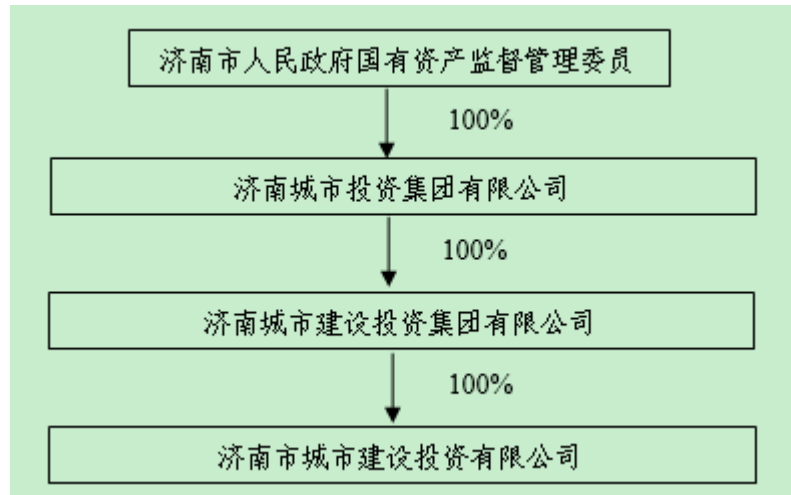 济南市人民政府国有资产监督管理委员
100%
济南城市投资集团有限公司
100%
济南城市建设投资集团有限公司
100%
济南市城市建设投资有限公司